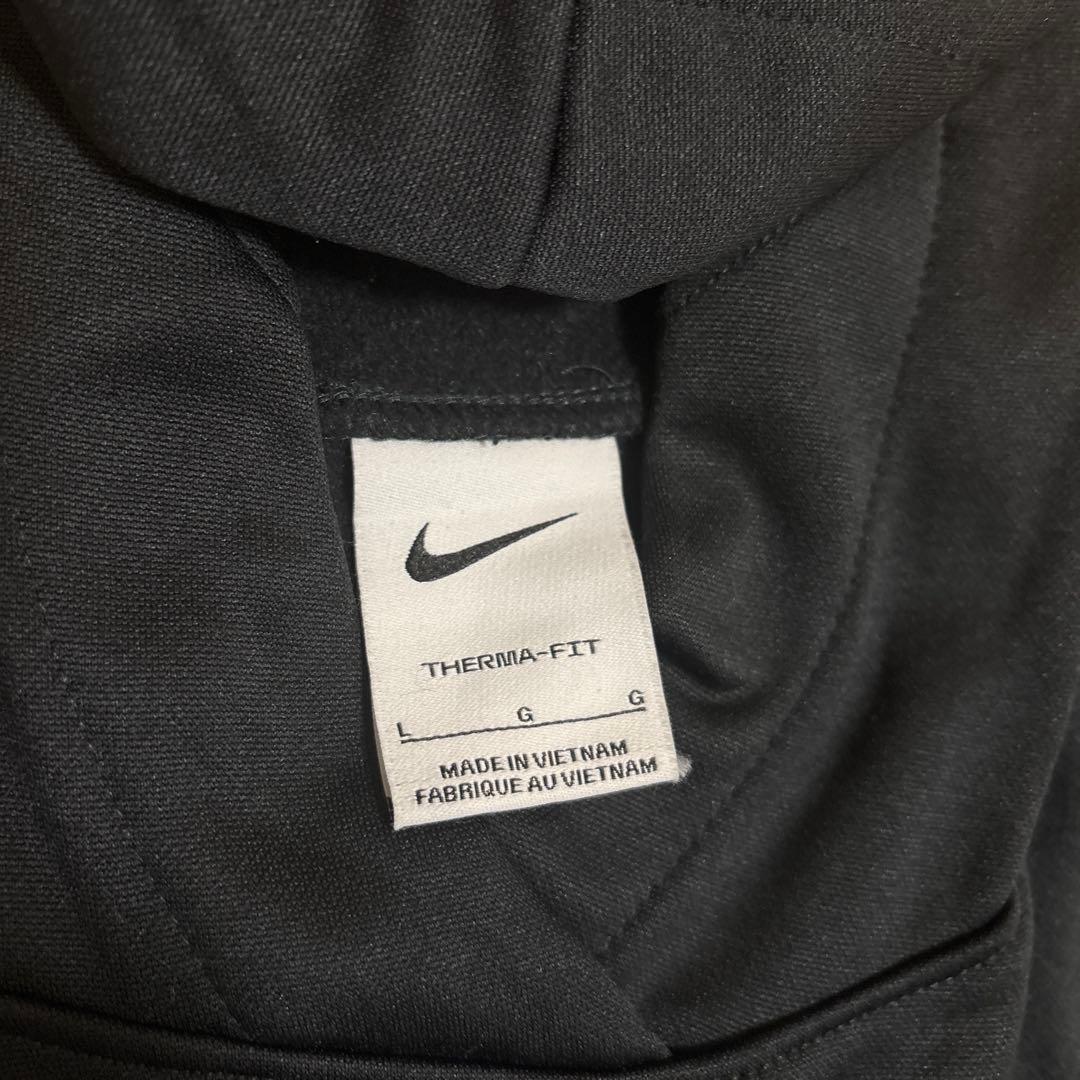 THERMA-FIT
L G G
MADE IN VIETNAM
FABRIQUE AU VIETNAM